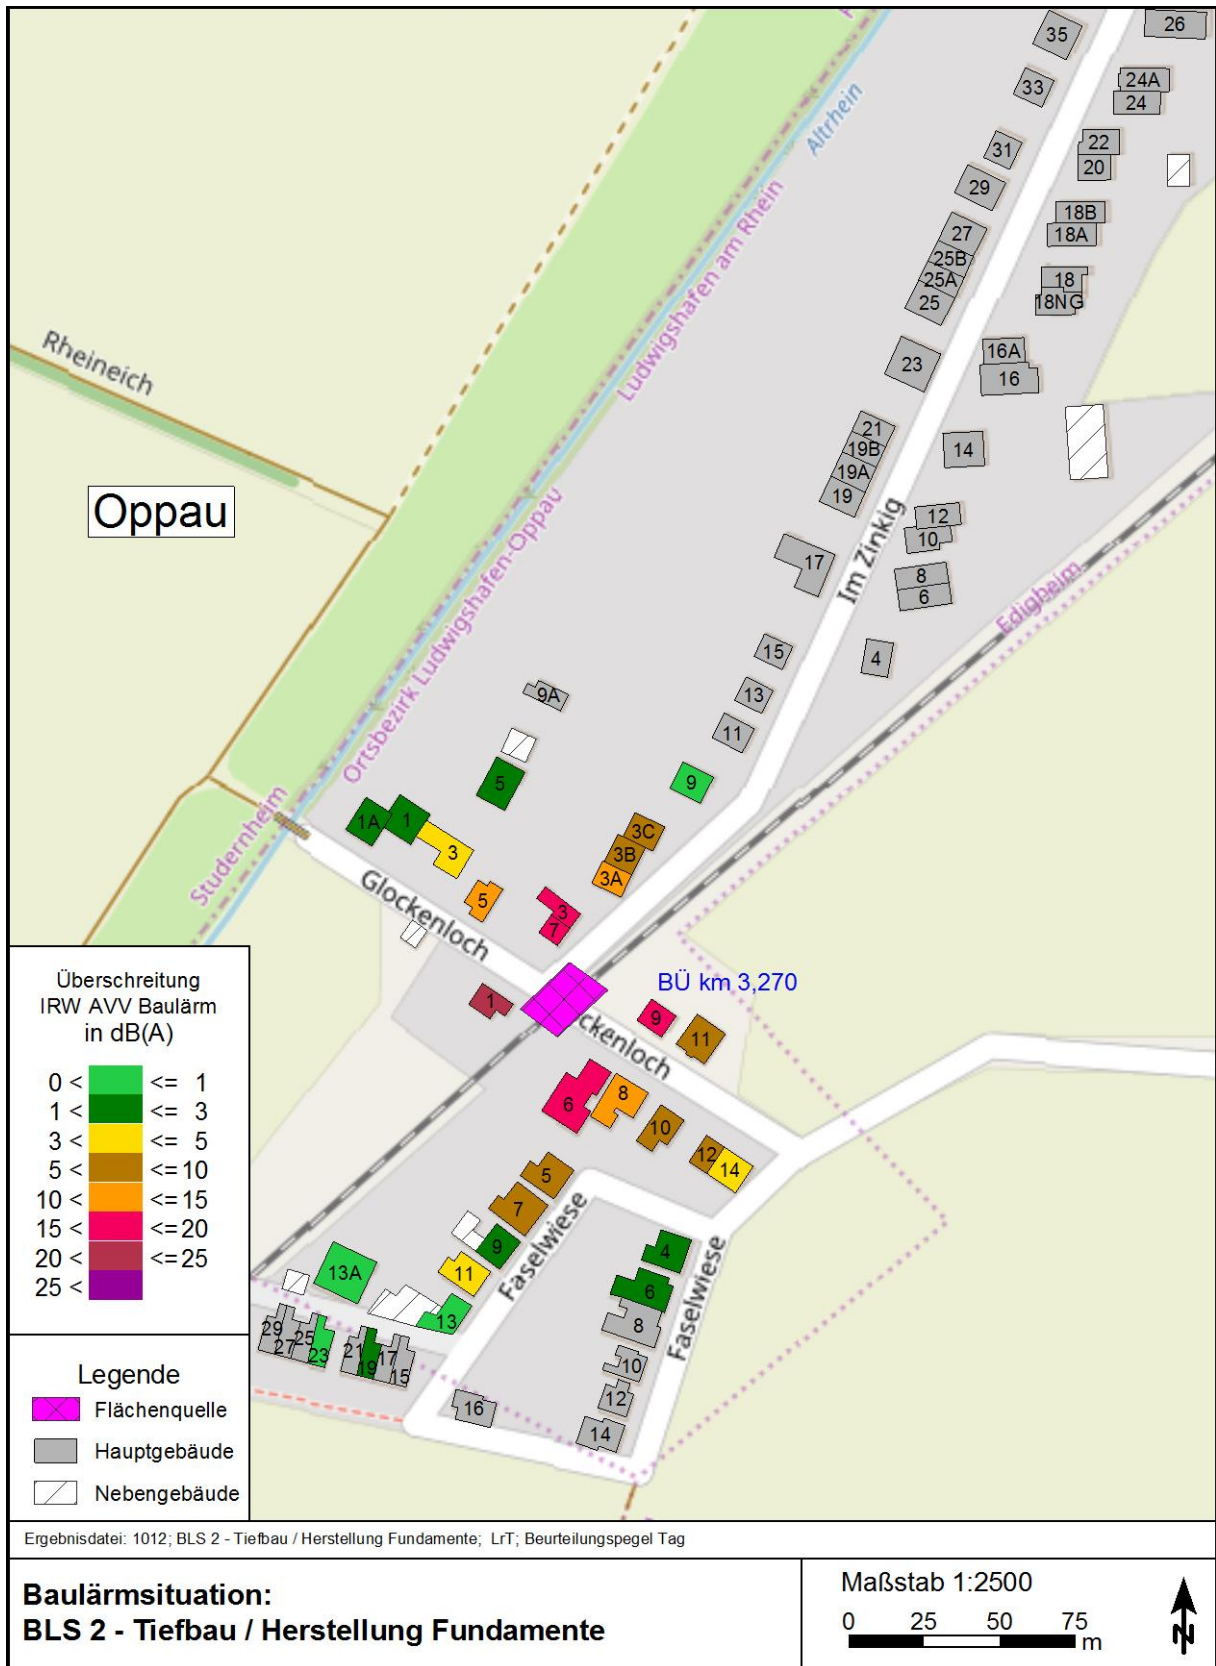 35
26
33
24A
24
Altrhein
31
22
20
29
18B
18A
27
25B
25A
25
18
18NG
Ludwigshafen am Rhein
Rheineich
23
16A
16
21
19B
19A
19
14
Oppau
12
10
17
Im Zinkig
8
6
Edigheim
Ortsbezirk Ludwigshafen-Oppau
15
4
13
9A
11
5
9
1A
1
3
3C
3B
3A
Studernheim
5
3
7
Glockenloch
BÜ km 3,270
1
9
11
ckenloch
6
8
10
12
14
5
7
9
11
13A
13
Faselwiese
4
6
8
Faselwiese
10
12
14
16
29
27
25
23
21
19
17
15
Überschreitung
IRW AVV Baulärm
in dB(A)
0 < <= 1
1 < <= 3
3 < <= 5
5 < <= 10
10 < <= 15
15 < <= 20
20 < <= 25
25 <
Legende
Flächenquelle
Hauptgebäude
Nebengebäude
Ergebnisdatei: 1012; BLS 2 - Tiefbau / Herstellung Fundamente; LrT; Beurteilungspegel Tag
Baulärmsituation:
BLS 2 - Tiefbau / Herstellung Fundamente
Maßstab 1:2500
0 25 50 75
m
N